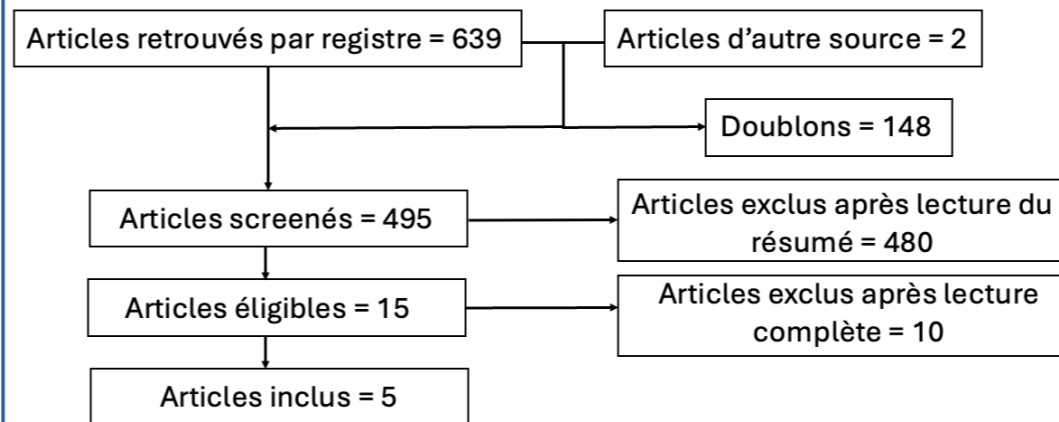 Articles retrouvés par registre = 639
Articles d’autre source = 2
Doublons = 148
Articles screenés = 495
Articles exclus après lecture du
résumé = 480
Articles éligibles = 15
Articles exclus après lecture
complète = 10
Articles inclus = 5